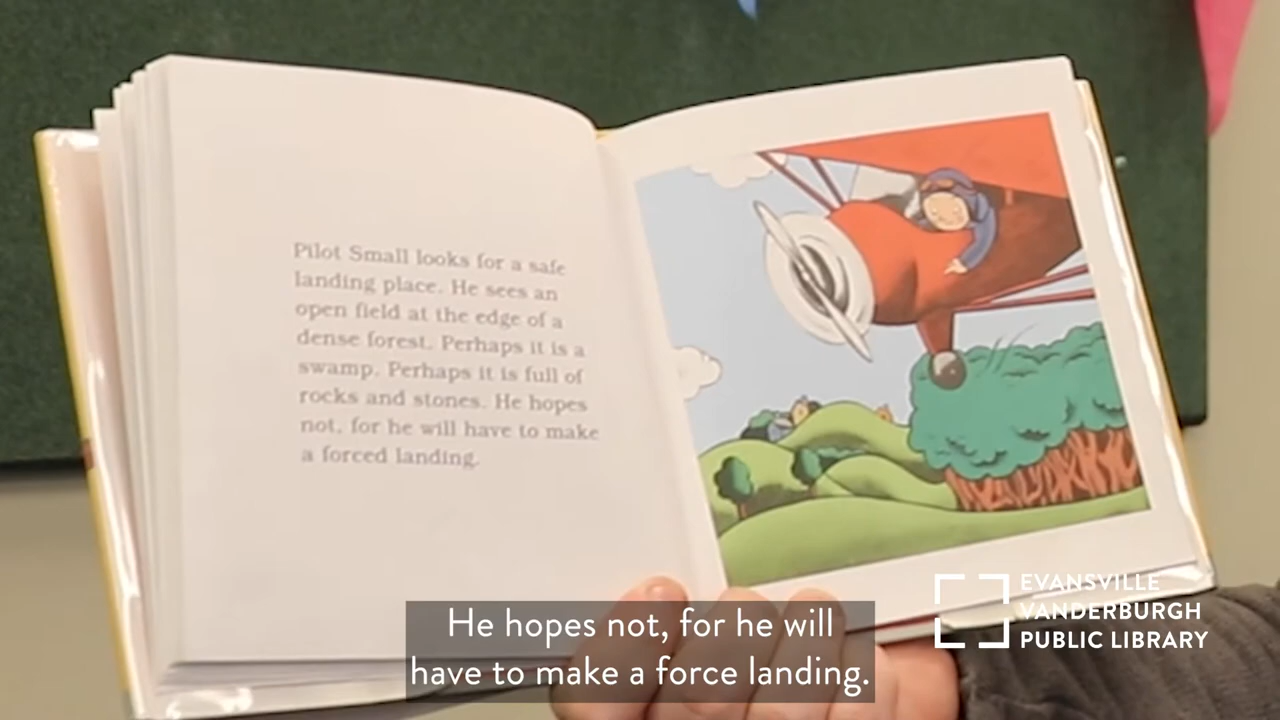 Pilot Small looks for a safe
landing place. He sees an
open field at the edge of a
dense forest. Perhaps it is a
swamp. Perhaps it is full of
rocks and stones. He hopes
not, for he will have to make
a forced landing.
EVANSVILLE
VANDERBURGH
PUBLIC LIBRARY
He hopes not, for he will
have to make a force landing.